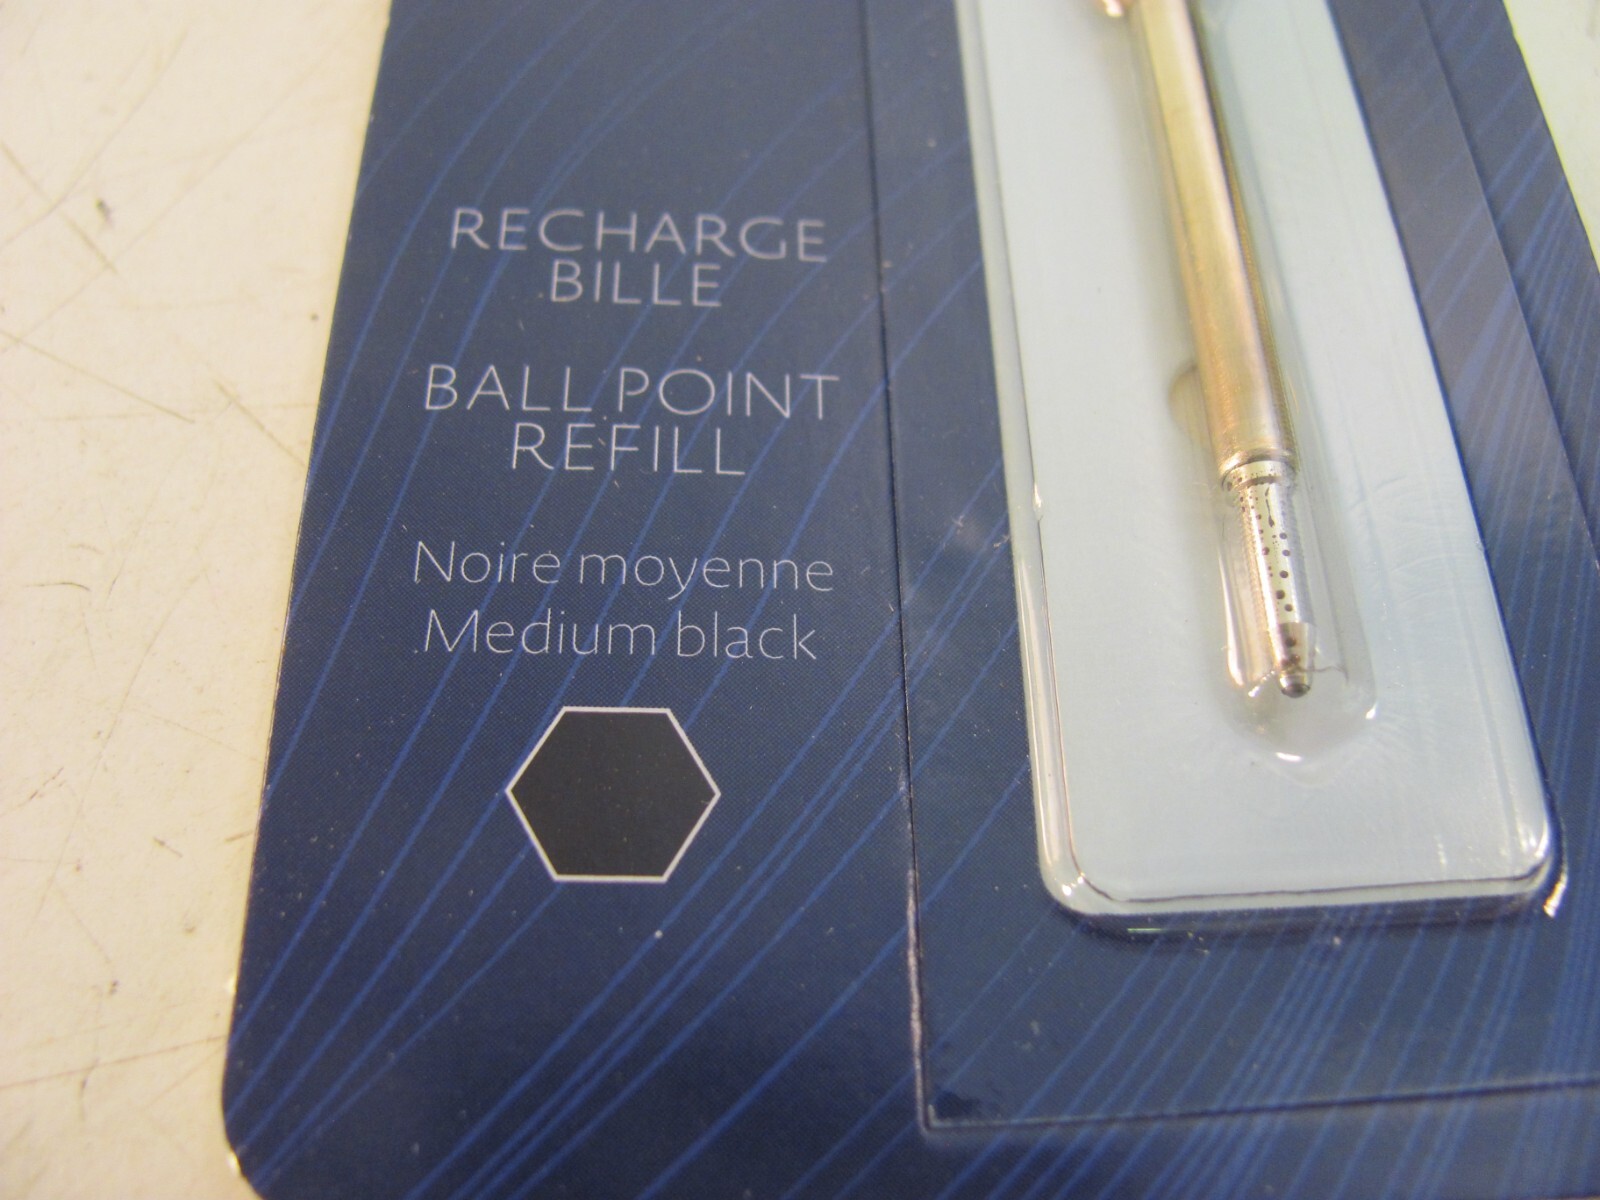 RECHARGE
BILLE
BALL POINT
REFILL
Noire moyenne
Medium black